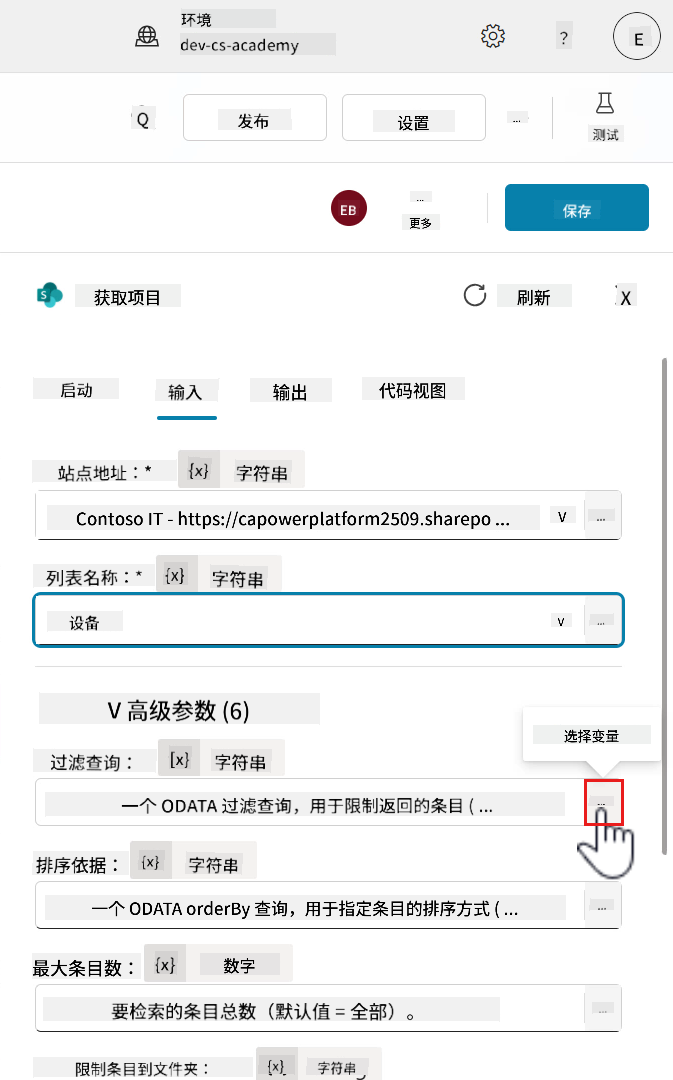 环境
dev-cs-academy
?
E
Q
发布
设置
...
测试
EB
...
更多
保存
S
获取项目
刷新
X
启动
输入
输出
代码视图
站点地址：*
{x}
字符串
Contoso IT - https://capowerplatform2509.sharepo ...
V
...
列表名称：*
{x}
字符串
设备
v
...
V 高级参数 (6)
选择变量
过滤查询：
[x}
字符串
一个 ODATA 过滤查询，用于限制返回的条目 ( ...
...
排序依据：
{x}
字符串
一个 ODATA orderBy 查询，用于指定条目的排序方式 ( ...
...
最大条目数：
{x}
数字
要检索的条目总数（默认值 = 全部）。
...
限制条目到文件夹：
{x}
字符串